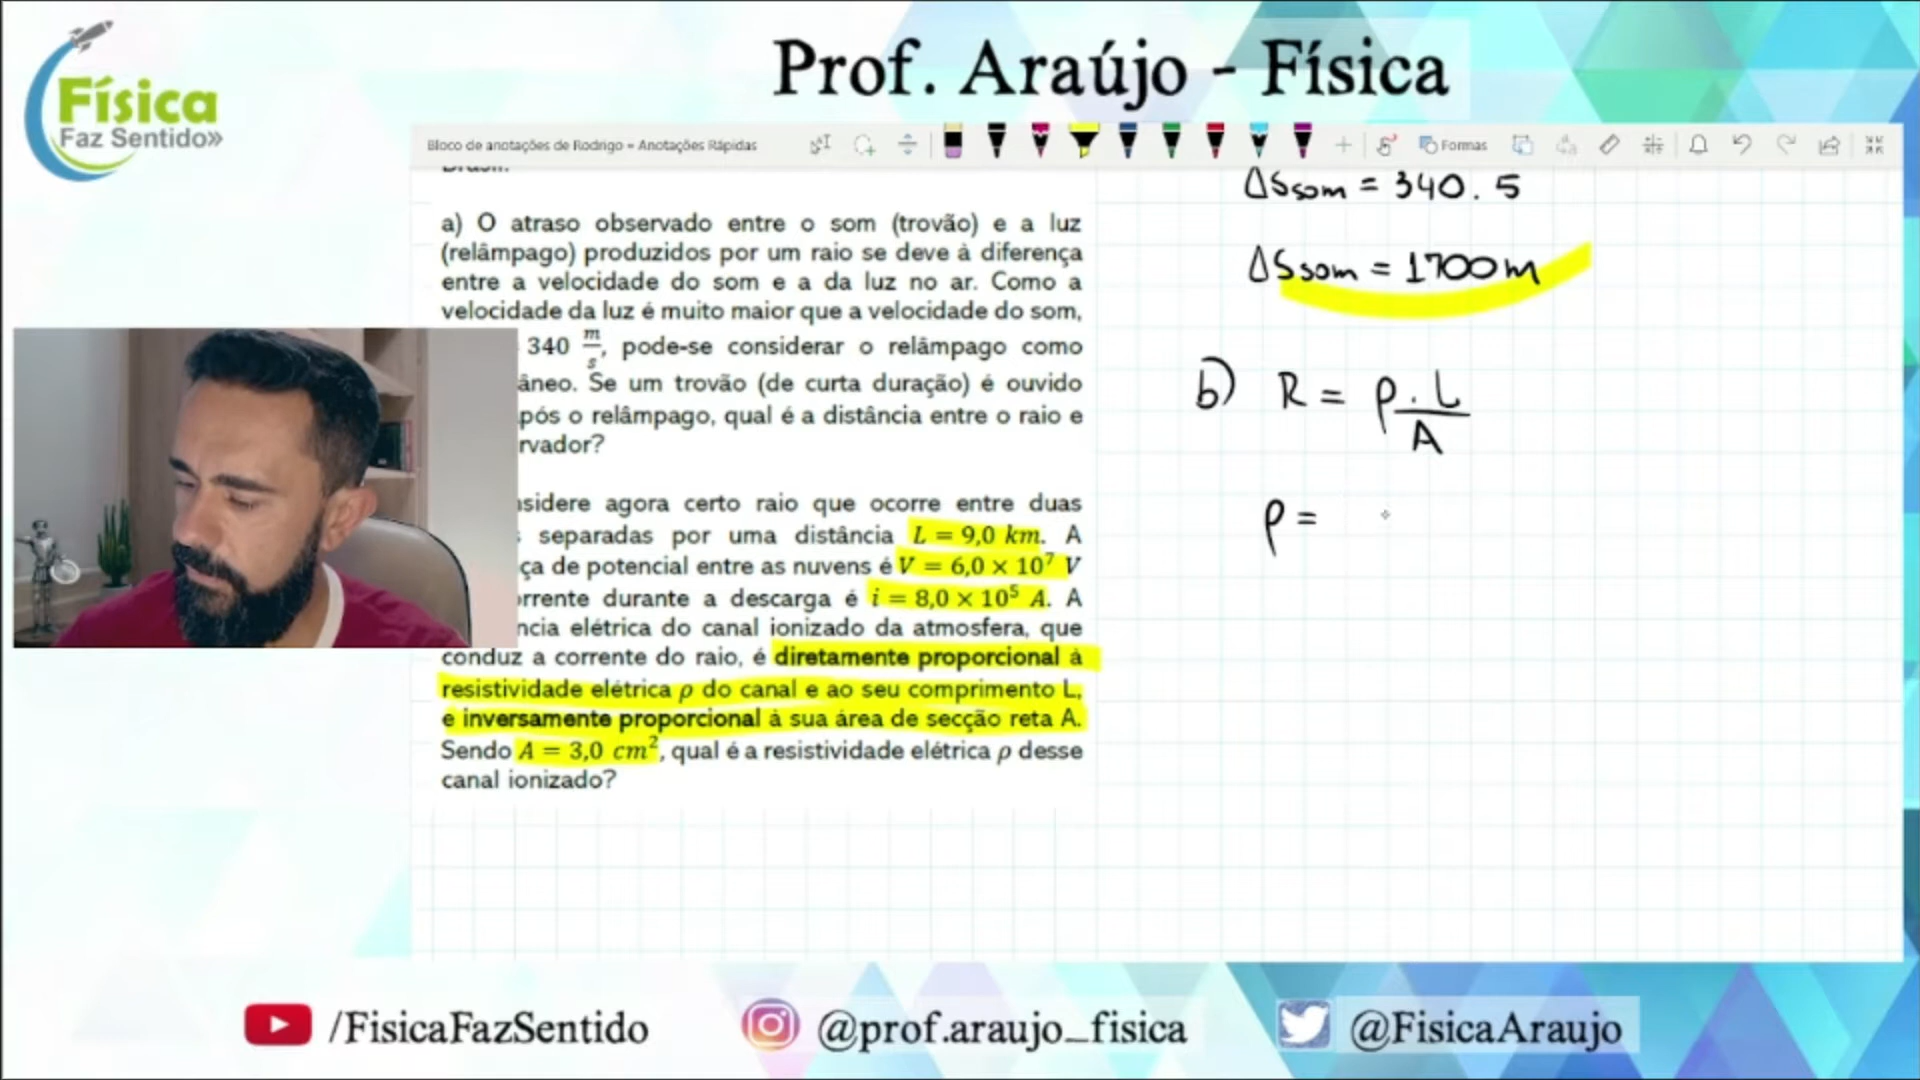 Prof. Araújo - Física
Física
Faz Sentido»
Bloco de anotações de Rodrigo » Anotações Rápidas
Formas
Brasil.
a) O atraso observado entre o som (trovão) e a luz
(relâmpago) produzidos por um raio se deve à diferença
entre a velocidade do som e a da luz no ar. Como a
velocidade da luz é muito maior que a velocidade do som,
340 m/s, pode-se considerar o relâmpago como
âneo. Se um trovão (de curta duração) é ouvido
pós o relâmpago, qual é a distância entre o raio e
rvador?
nsidere agora certo raio que ocorre entre duas
s separadas por uma distância L = 9,0 km. A
ça de potencial entre as nuvens é V = 6,0 × 10⁷ V
orrente durante a descarga é i = 8,0 × 10⁵ A. A
ncia elétrica do canal ionizado da atmosfera, que
conduz a corrente do raio, é diretamente proporcional à
resistividade elétrica ρ do canal e ao seu comprimento L,
e inversamente proporcional à sua área de secção reta A.
Sendo A = 3,0 cm², qual é a resistividade elétrica ρ desse
canal ionizado?
ΔSsom = 340 . 5
ΔSsom = 1700m
b) R = ρ . L / A
ρ =
/FisicaFazSentido
@prof.araujo_fisica
@FisicaAraujo